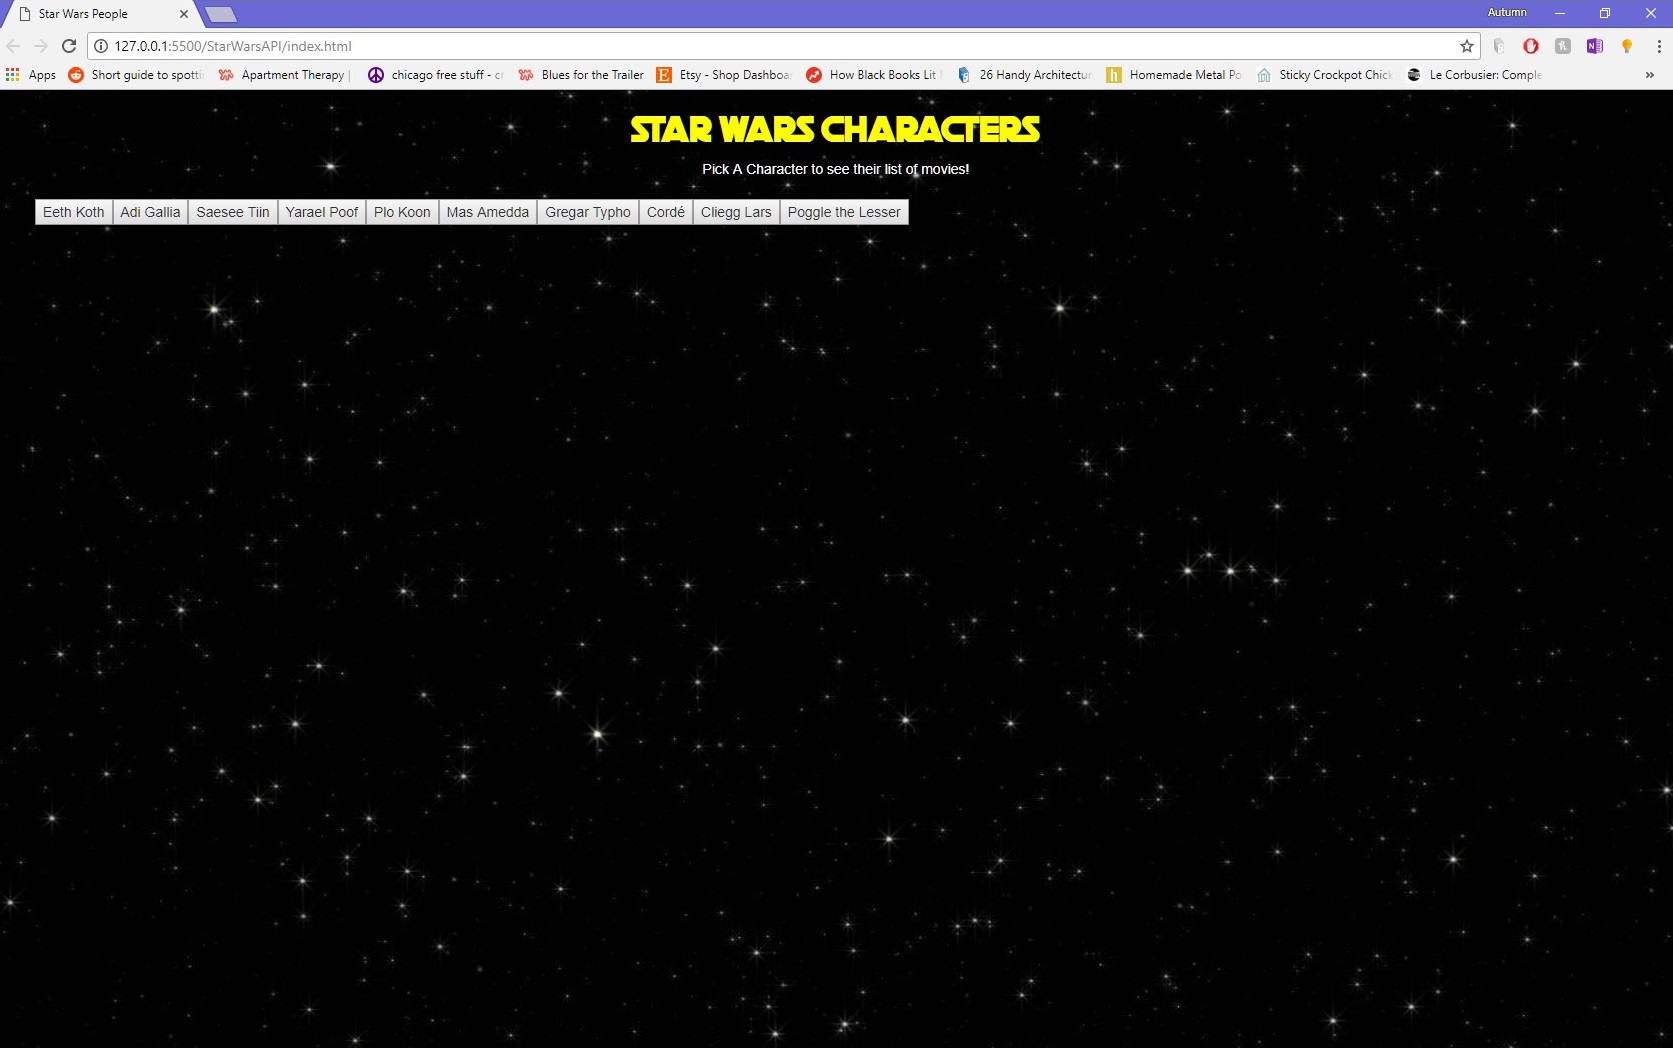 Star Wars People
Autumn
127.0.0.1:5500/StarWarsAPI/index.html
Apps Short guide to spotti Apartment Therapy | chicago free stuff - cr Blues for the Trailer Etsy - Shop Dashboa How Black Books Lit 26 Handy Architectur Homemade Metal Po Sticky Crockpot Chick Le Corbusier: Comple »
STAR WARS CHARACTERS
Pick A Character to see their list of movies!
Eeth Koth Adi Gallia Saesee Tiin Yarael Poof Plo Koon Mas Amedda Gregar Typho Cordé Cliegg Lars Poggle the Lesser